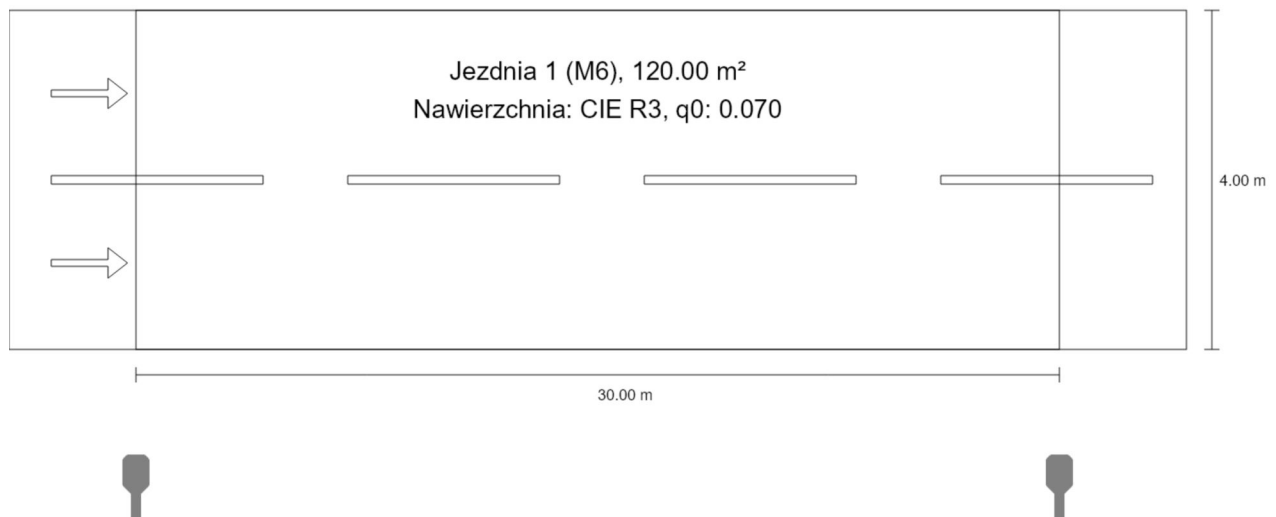 Jezdnia 1 (M6), 120.00 m²
Nawierzchnia: CIE R3, q0: 0.070
4.00 m
30.00 m